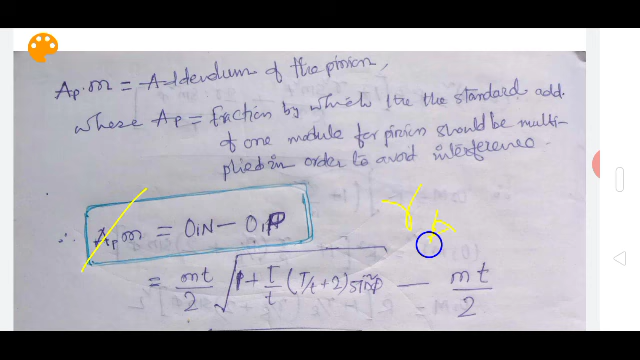 Ap.m = Addendum of the pinion,
where Ap = fraction by which the the standard add.
of one module for pinion should be multi-
plied in order to avoid interference.
∴ Ap m = O₁N − O₁P
= mt/2 √(1 + T/t (T/t + 2) sin²φ) − mt/2